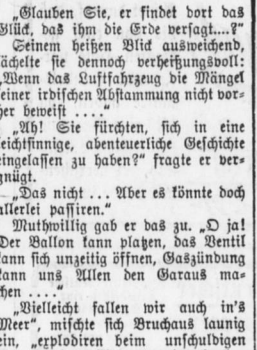 „Glauben Sie, er findet dort das
Glück, das ihm die Erde versagt....?“
Seinem heißen Blick ausweichend,
lächelte sie dennoch verheißungsvoll:
„Wenn das Luftfahrzeug die Mängel
seiner irdischen Abstammung nicht vor-
her beweist ....“
„Ah! Sie fürchten, sich in eine
leichtsinnige, abenteuerliche Geschichte
eingelassen zu haben?“ fragte er ver-
gnügt.
„Das nicht ... Aber es könnte doch
allerlei passiren.“
Muthwillig gab er das zu. „O ja!
Der Ballon kann platzen, das Ventil
kann sich unzeitig öffnen, Gaszündung
kann uns Allen den Garaus ma-
chen ....“
„Vielleicht fallen wir auch in's
Meer“, mischte sich Bruchaus launig
ein, „explodiren beim unschuldigen